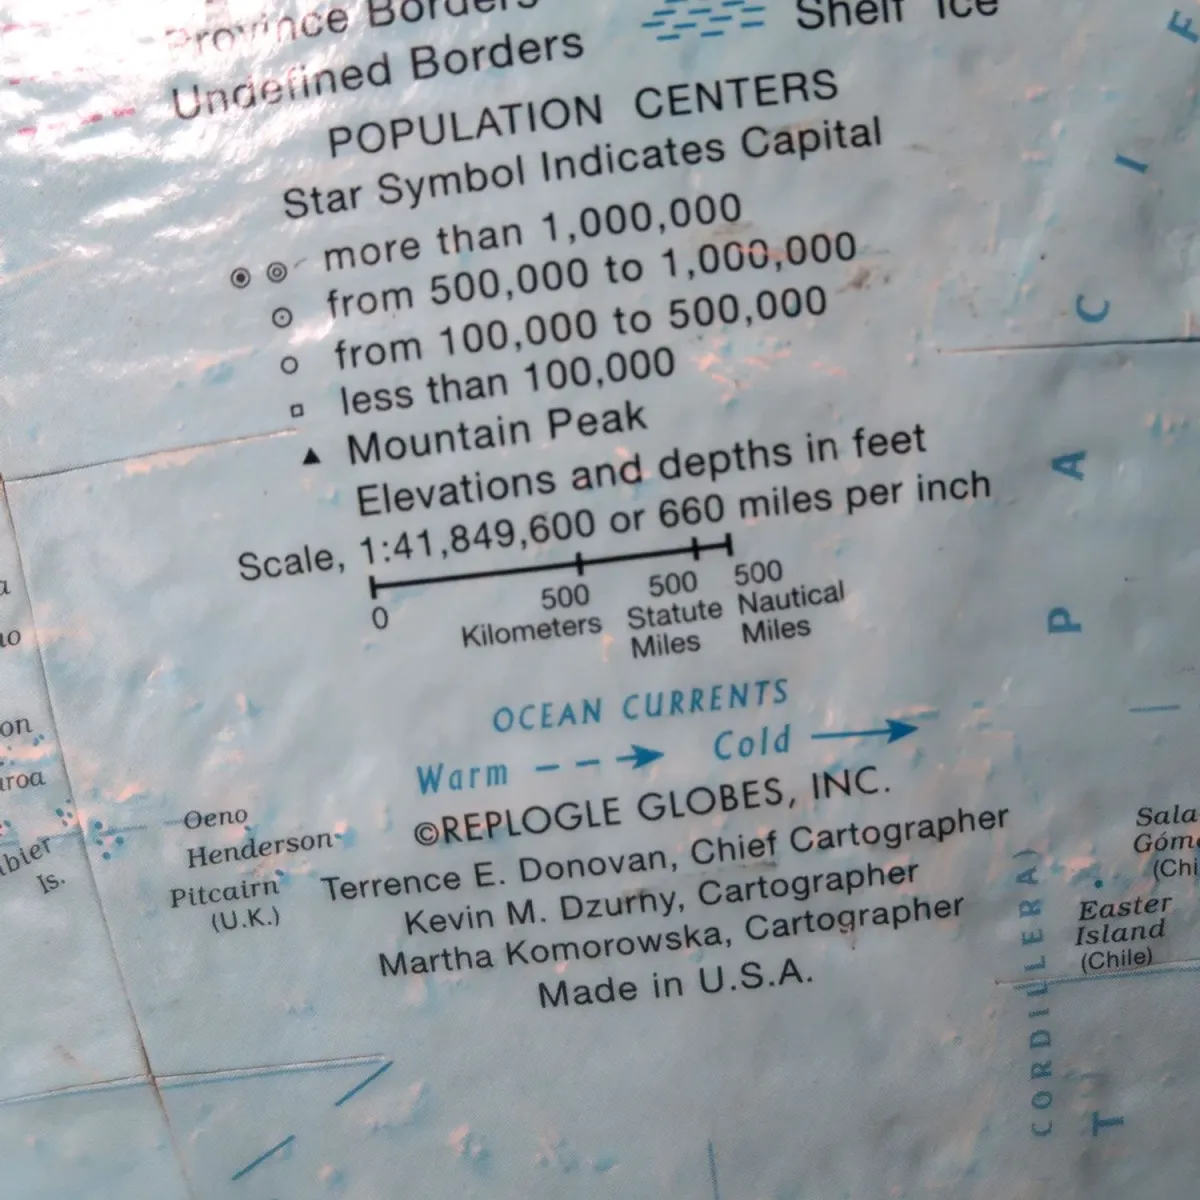 Province Borders
Shelf Ice
Undefined Borders
POPULATION CENTERS
Star Symbol Indicates Capital
more than 1,000,000
from 500,000 to 1,000,000
from 100,000 to 500,000
less than 100,000
Mountain Peak
Elevations and depths in feet
Scale, 1:41,849,600 or 660 miles per inch
0
500 Kilometers
500 Statute Miles
500 Nautical Miles
OCEAN CURRENTS
Warm
Cold
©REPLOGLE GLOBES, INC.
Terrence E. Donovan, Chief Cartographer
Kevin M. Dzurny, Cartographer
Martha Komorowska, Cartographer
Made in U.S.A.
Oeno
Henderson
Pitcairn
(U.K.)
Is.
Easter
Island
(Chile)
CORDILLERA)
P A C I F
T